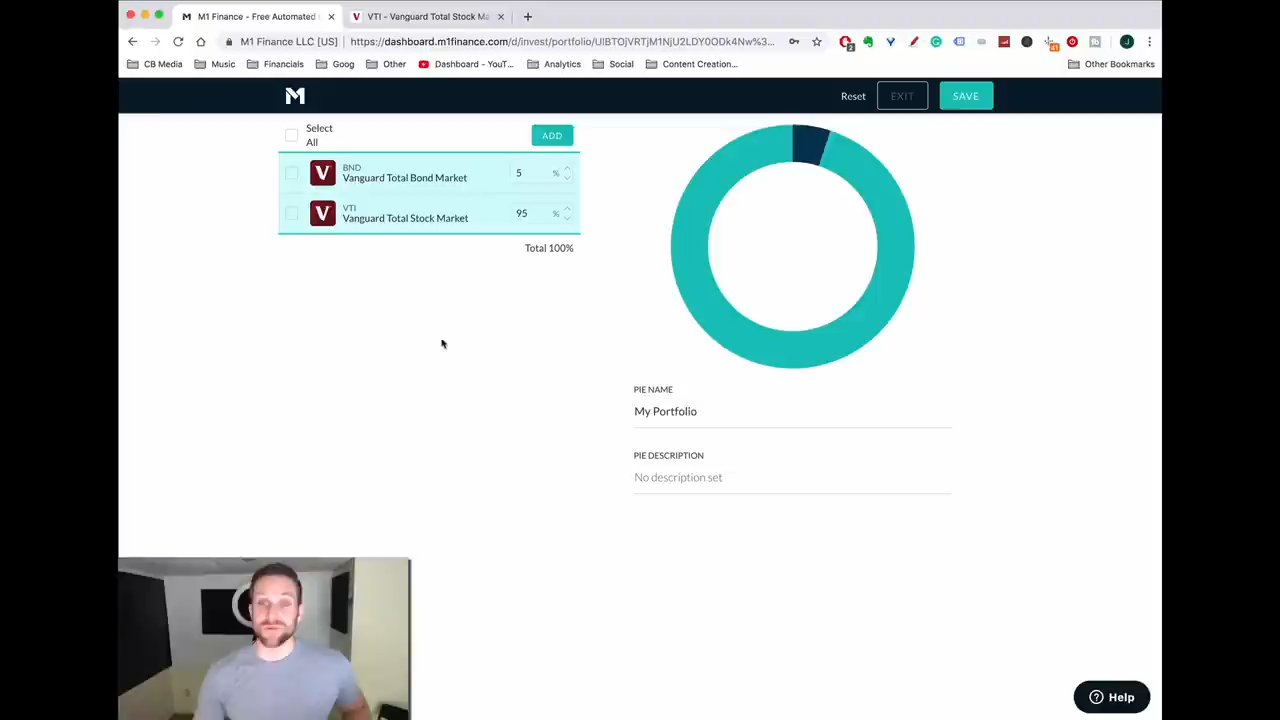 M1 Finance - Free Automated
VTI - Vanguard Total Stock Ma
M1 Finance LLC [US]
https://dashboard.m1finance.com/d/invest/portfolio/UlBTOjVRTjM1NjU2LDY0ODk4Nw%3...
2
41
J
CB Media
Music
Financials
Goog
Other
Dashboard - YouT...
Analytics
Social
Content Creation...
Other Bookmarks
M
Reset
EXIT
SAVE
Select
All
ADD
V
BND
Vanguard Total Bond Market
5 %
V
VTI
Vanguard Total Stock Market
95 %
Total 100%
PIE NAME
My Portfolio
PIE DESCRIPTION
No description set
? Help